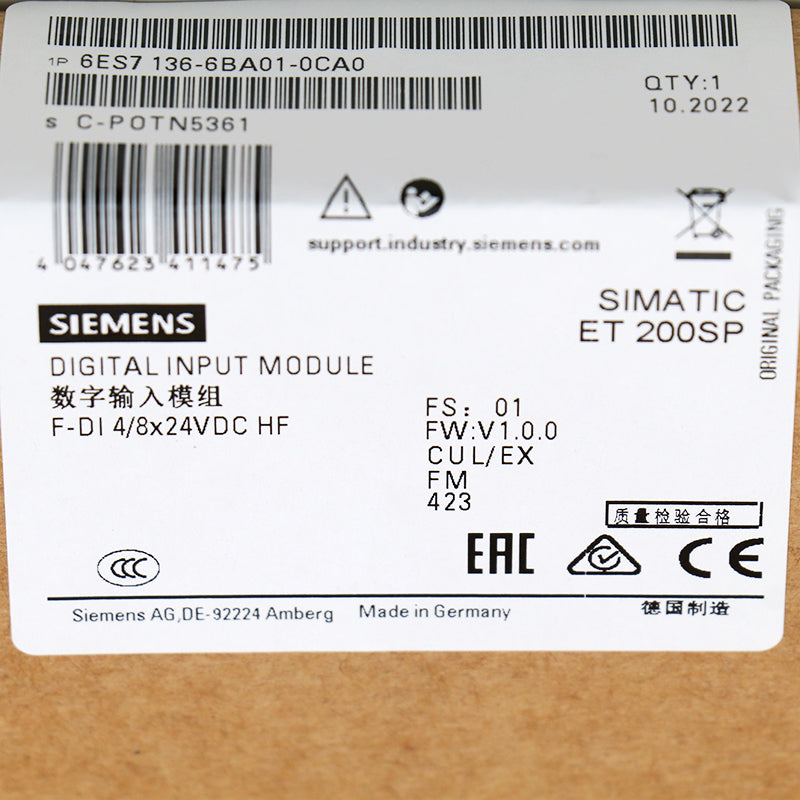 1P 6ES7 136-6BA01-0CA0
QTY:1
10.2022
S C-POTN5361
4 047623 411475
support.industry.siemens.com
SIEMENS
SIMATIC
ET 200SP
ORIGINAL PACKAGING
DIGITAL INPUT MODULE
数字输入模组
F-DI 4/8x24VDC HF
FS: 01
FW:V1.0.0
CUL/EX
FM
423
质量检验合格
CCC
EAC
CE
Siemens AG,DE-92224 Amberg Made in Germany 德国制造